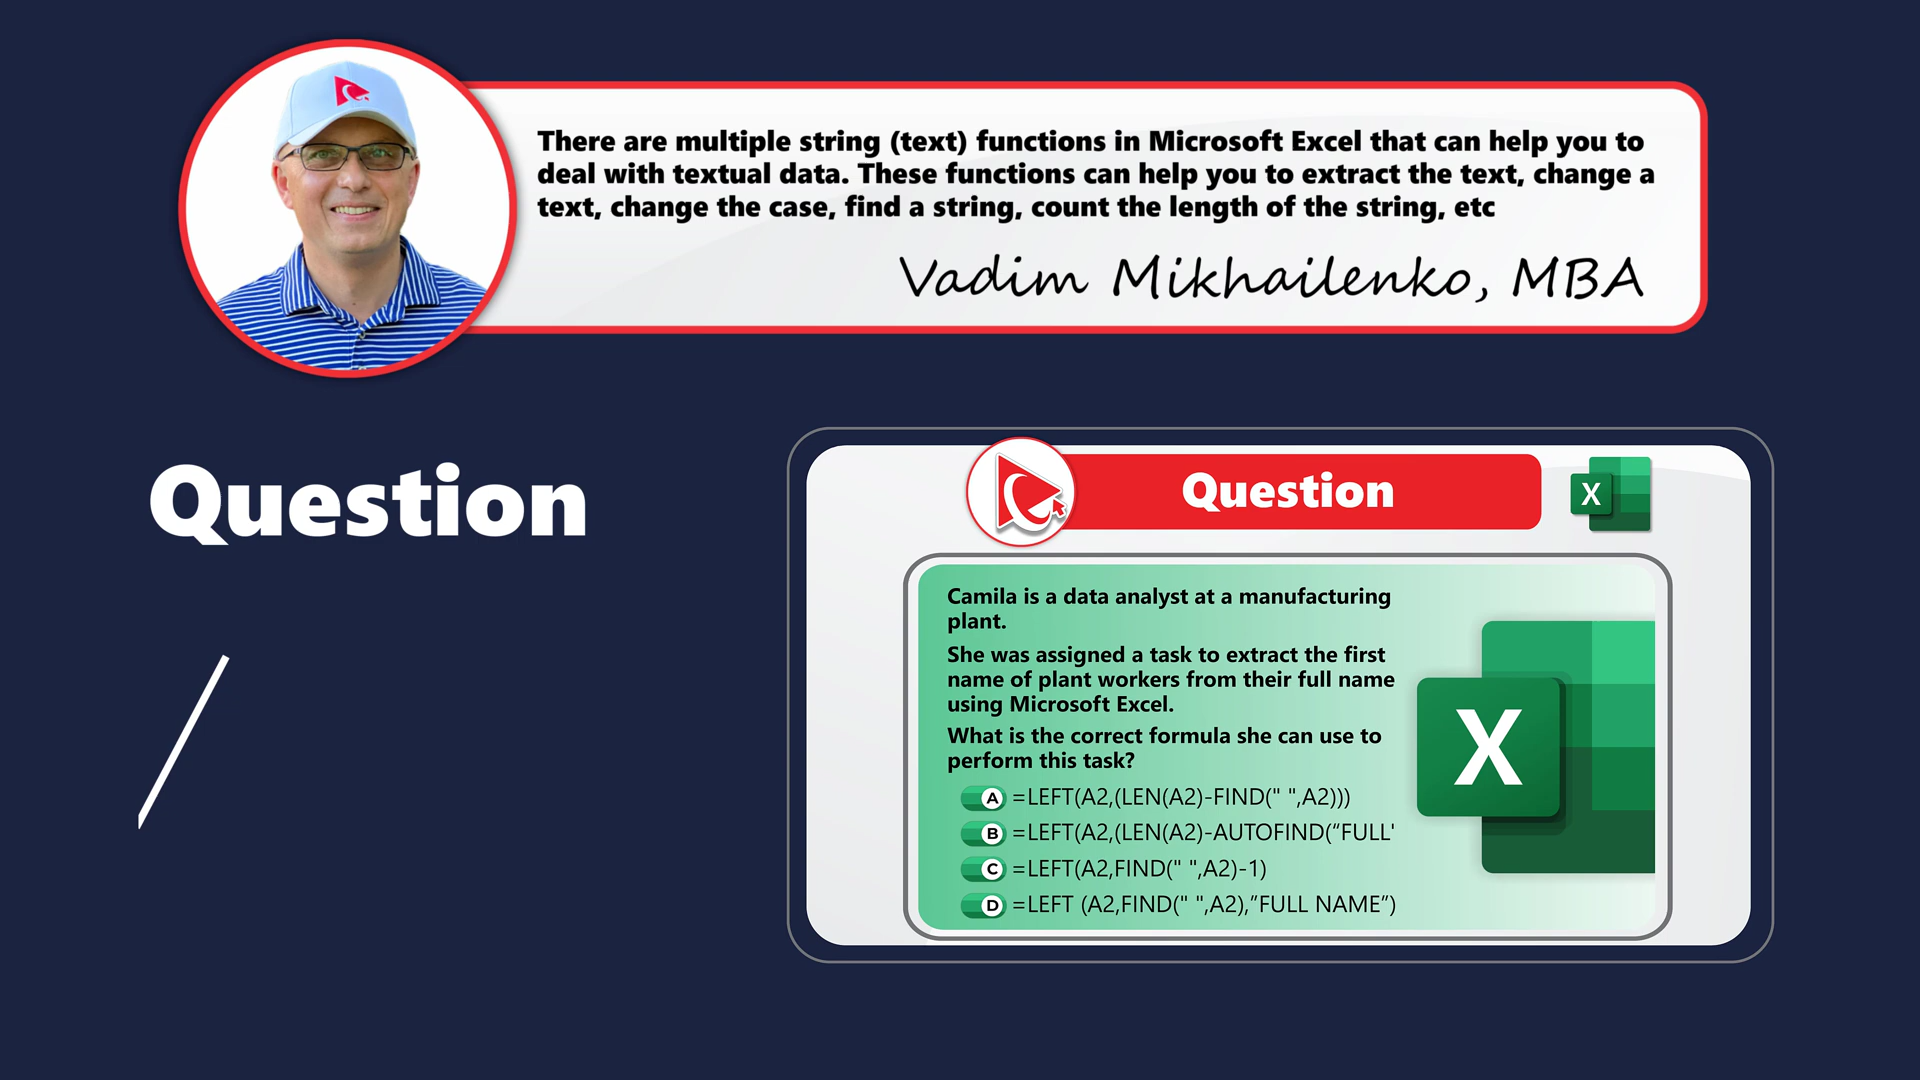 There are multiple string (text) functions in Microsoft Excel that can help you to
deal with textual data. These functions can help you to extract the text, change a
text, change the case, find a string, count the length of the string, etc
Vadim Mikhailenko, MBA
Question
Question
X
Camila is a data analyst at a manufacturing
plant.
She was assigned a task to extract the first
name of plant workers from their full name
using Microsoft Excel.
What is the correct formula she can use to
perform this task?
X
A =LEFT(A2,(LEN(A2)-FIND(" ",A2)))
B =LEFT(A2,(LEN(A2)-AUTOFIND(“FULL'
C =LEFT(A2,FIND(" ",A2)-1)
D =LEFT (A2,FIND(" ",A2),”FULL NAME”)